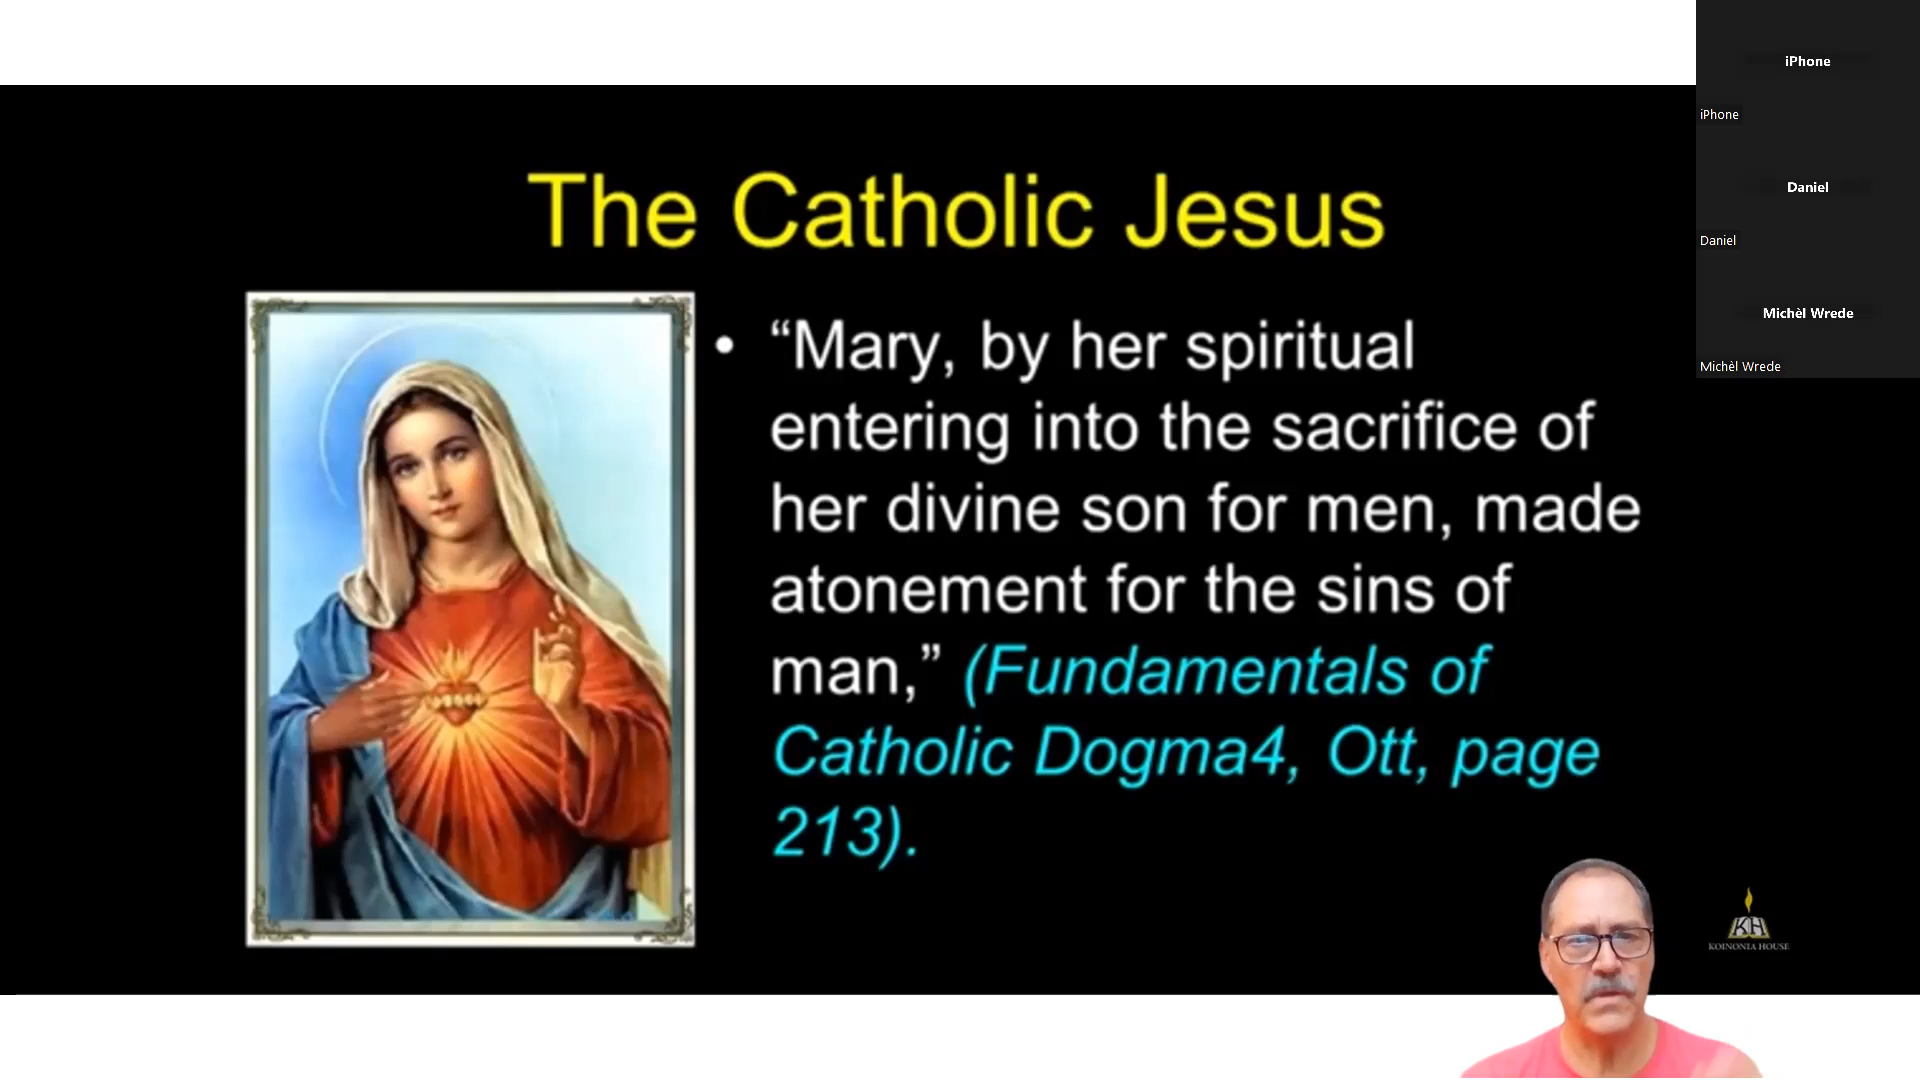 The Catholic Jesus
• “Mary, by her spiritual
entering into the sacrifice of
her divine son for men, made
atonement for the sins of
man,” (Fundamentals of
Catholic Dogma4, Ott, page
213).
KH
KOINONIA HOUSE
iPhone
iPhone
Daniel
Daniel
Michèl Wrede
Michèl Wrede